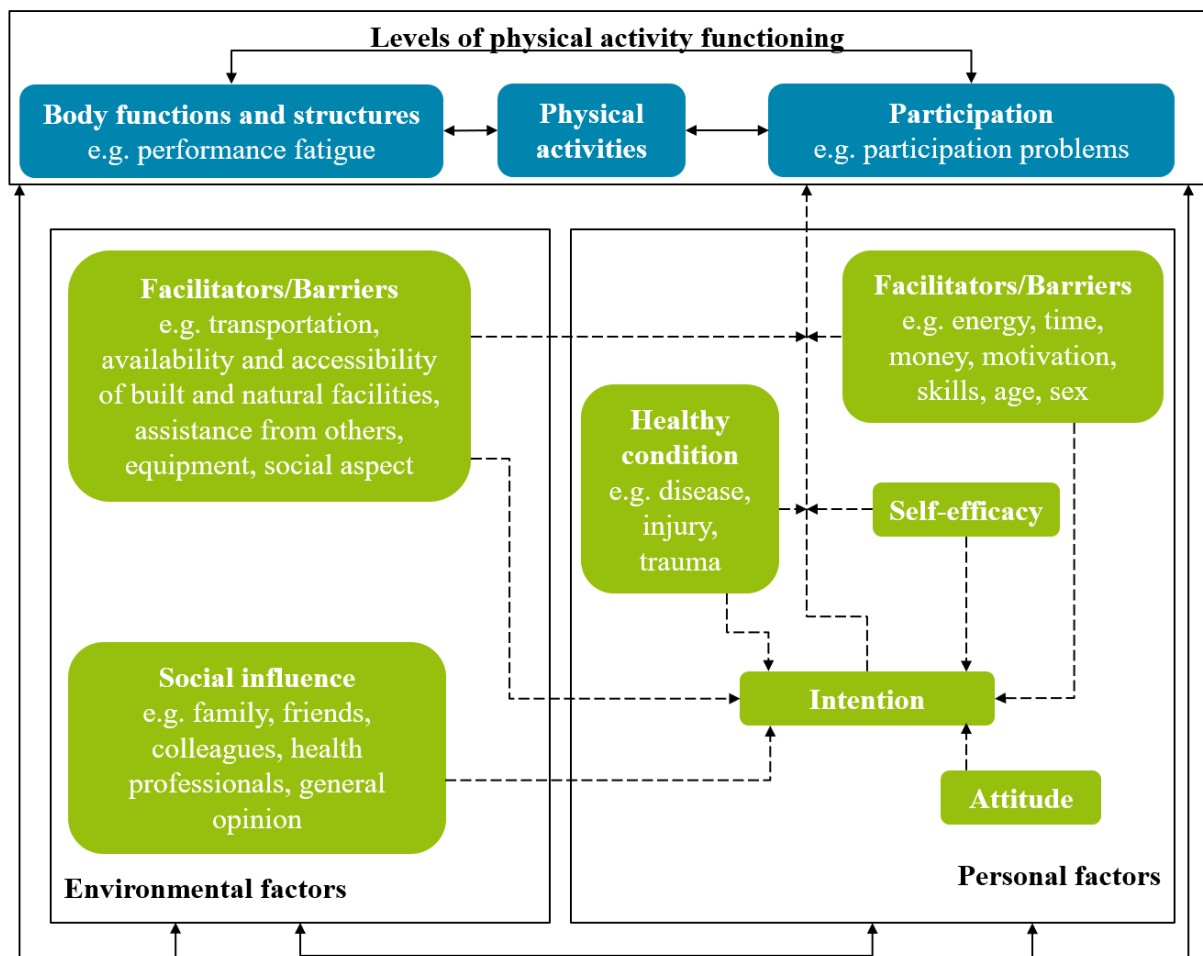 Levels of physical activity functioning
Body functions and structures
e.g. performance fatigue
Physical
activities
Participation
e.g. participation problems
Facilitators/Barriers
e.g. transportation,
availability and accessibility
of built and natural facilities,
assistance from others,
equipment, social aspect
Social influence
e.g. family, friends,
colleagues, health
professionals, general
opinion
Environmental factors
Facilitators/Barriers
e.g. energy, time,
money, motivation,
skills, age, sex
Healthy
condition
e.g. disease,
injury,
trauma
Self-efficacy
Intention
Attitude
Personal factors